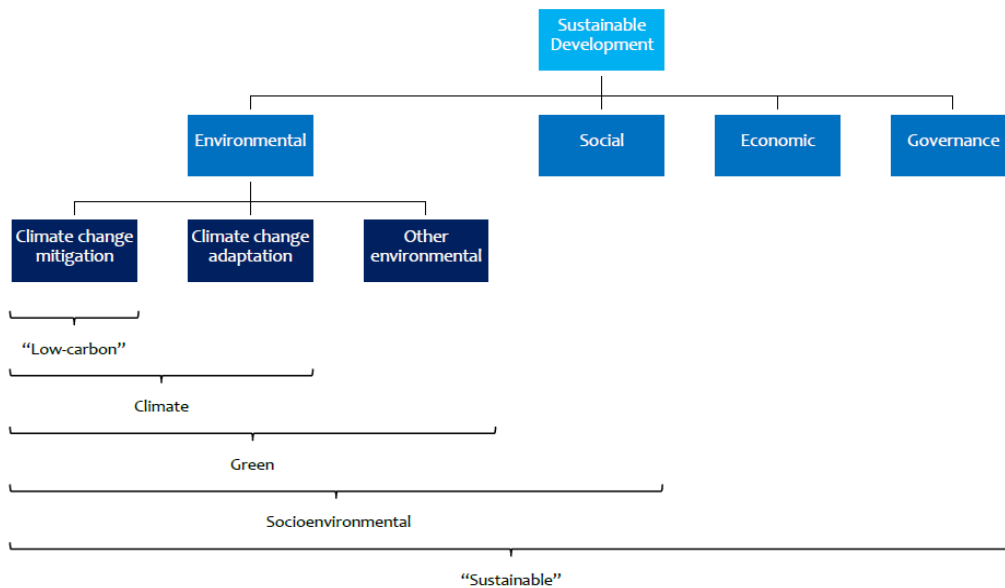 Sustainable
Development
Environmental
Social
Economic
Governance
Climate change
mitigation
Climate change
adaptation
Other
environmental
“Low-carbon”
Climate
Green
Socioenvironmental
“Sustainable”